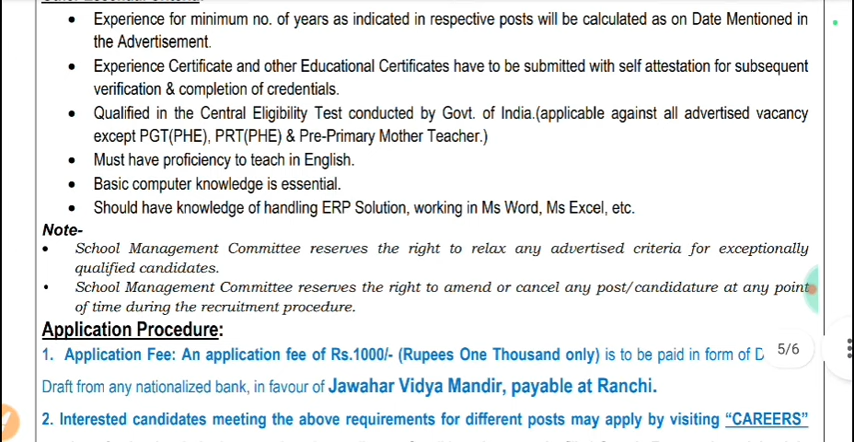 • Experience for minimum no. of years as indicated in respective posts will be calculated as on Date Mentioned in
the Advertisement.
• Experience Certificate and other Educational Certificates have to be submitted with self attestation for subsequent
verification & completion of credentials.
• Qualified in the Central Eligibility Test conducted by Govt. of India.(applicable against all advertised vacancy
except PGT(PHE), PRT(PHE) & Pre-Primary Mother Teacher.)
• Must have proficiency to teach in English.
• Basic computer knowledge is essential.
• Should have knowledge of handling ERP Solution, working in Ms Word, Ms Excel, etc.
Note-
• School Management Committee reserves the right to relax any advertised criteria for exceptionally
qualified candidates.
• School Management Committee reserves the right to amend or cancel any post/candidature at any point
of time during the recruitment procedure.
Application Procedure:
1. Application Fee: An application fee of Rs.1000/- (Rupees One Thousand only) is to be paid in form of D
5/6
Draft from any nationalized bank, in favour of Jawahar Vidya Mandir, payable at Ranchi.
2. Interested candidates meeting the above requirements for different posts may apply by visiting “CAREERS”